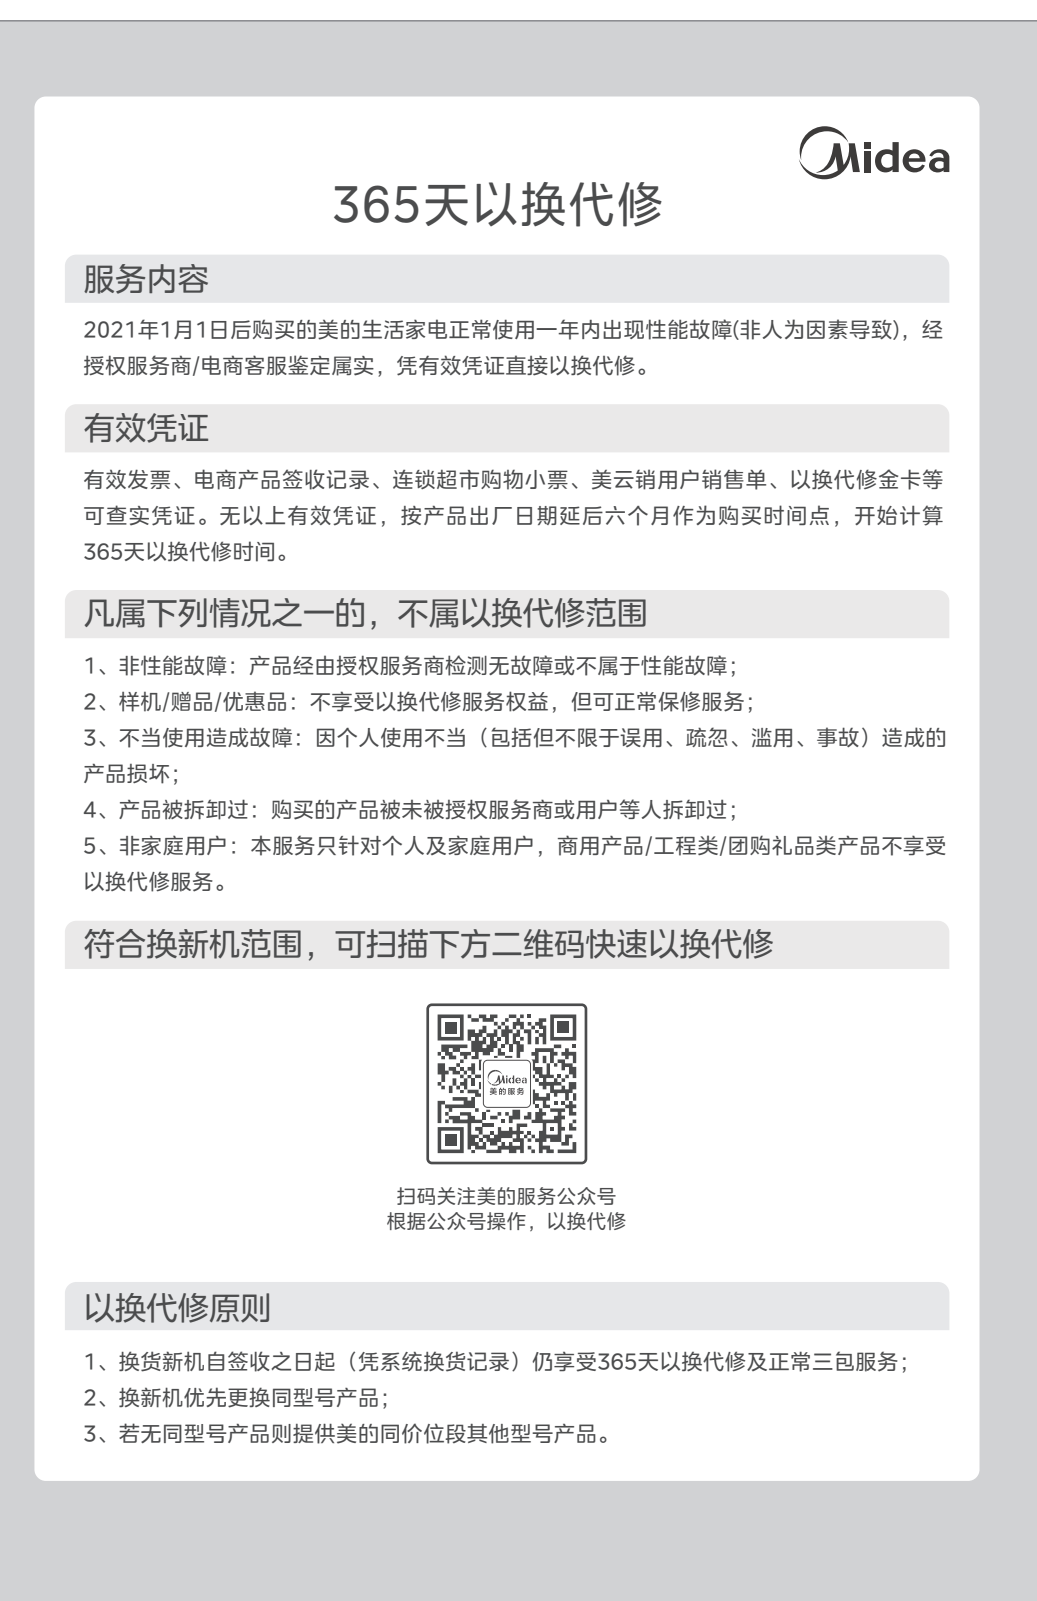 Midea
365天以换代修
服务内容
2021年1月1日后购买的美的生活家电正常使用一年内出现性能故障(非人为因素导致)，经
授权服务商/电商客服鉴定属实，凭有效凭证直接以换代修。
有效凭证
有效发票、电商产品签收记录、连锁超市购物小票、美云销用户销售单、以换代修金卡等
可查实凭证。无以上有效凭证，按产品出厂日期延后六个月作为购买时间点，开始计算
365天以换代修时间。
凡属下列情况之一的，不属以换代修范围
1、非性能故障：产品经由授权服务商检测无故障或不属于性能故障；
2、样机/赠品/优惠品：不享受以换代修服务权益，但可正常保修服务；
3、不当使用造成故障：因个人使用不当（包括但不限于误用、疏忽、滥用、事故）造成的
产品损坏；
4、产品被拆卸过：购买的产品被未被授权服务商或用户等人拆卸过；
5、非家庭用户：本服务只针对个人及家庭用户，商用产品/工程类/团购礼品类产品不享受
以换代修服务。
符合换新机范围，可扫描下方二维码快速以换代修
Midea
美的服务
扫码关注美的服务公众号
根据公众号操作，以换代修
以换代修原则
1、换货新机自签收之日起（凭系统换货记录）仍享受365天以换代修及正常三包服务；
2、换新机优先更换同型号产品；
3、若无同型号产品则提供美的同价位段其他型号产品。